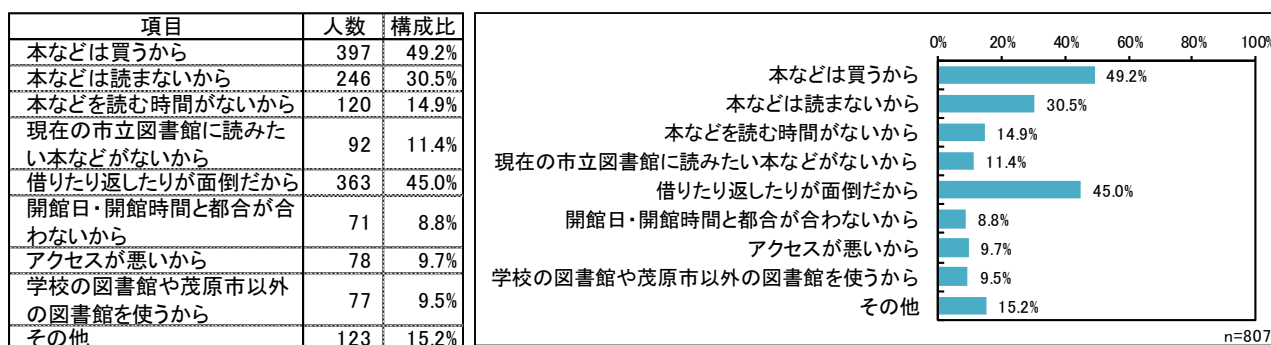 項目 人数 構成比
本などは買うから 397 49.2%
本などは読まないから 246 30.5%
本などを読む時間がないから 120 14.9%
現在の市立図書館に読みた
い本などがないから 92 11.4%
借りたり返したりが面倒だから 363 45.0%
開館日・開館時間と都合が合
わないから 71 8.8%
アクセスが悪いから 78 9.7%
学校の図書館や茂原市以外
の図書館を使うから 77 9.5%
その他 123 15.2%
0% 20% 40% 60% 80% 100%
本などは買うから 49.2%
本などは読まないから 30.5%
本などを読む時間がないから 14.9%
現在の市立図書館に読みたい本などがないから 11.4%
借りたり返したりが面倒だから 45.0%
開館日・開館時間と都合が合わないから 8.8%
アクセスが悪いから 9.7%
学校の図書館や茂原市以外の図書館を使うから 9.5%
その他 15.2%
n=807